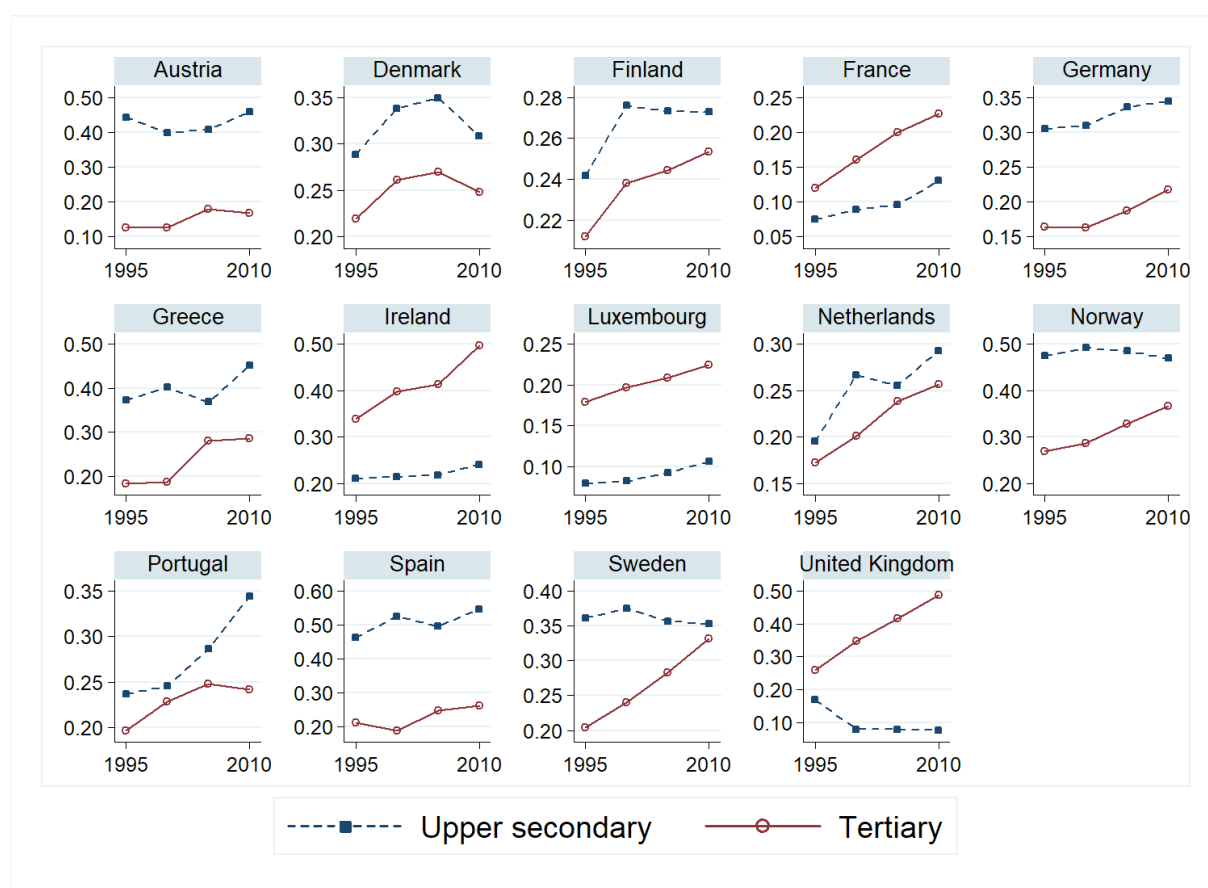 Austria Denmark Finland France Germany
0.50 0.35 0.28 0.25 0.35
0.40 0.30 0.26 0.20 0.30
0.30 0.25 0.24 0.15 0.25
0.20 0.20 0.22 0.10 0.20
0.10 0.05 0.15
1995 2010 1995 2010 1995 2010 1995 2010 1995 2010
Greece Ireland Luxembourg Netherlands Norway
0.50 0.50 0.25 0.30 0.50
0.40 0.40 0.20 0.25 0.40
0.30 0.30 0.15 0.20 0.30
0.20 0.20 0.10 0.15 0.20
1995 2010 1995 2010 1995 2010 1995 2010 1995 2010
Portugal Spain Sweden United Kingdom
0.35 0.60 0.40 0.50
0.30 0.50 0.35 0.40
0.25 0.40 0.30 0.30
0.20 0.30 0.25 0.20
0.20 0.20 0.10
1995 2010 1995 2010 1995 2010 1995 2010
Upper secondary Tertiary